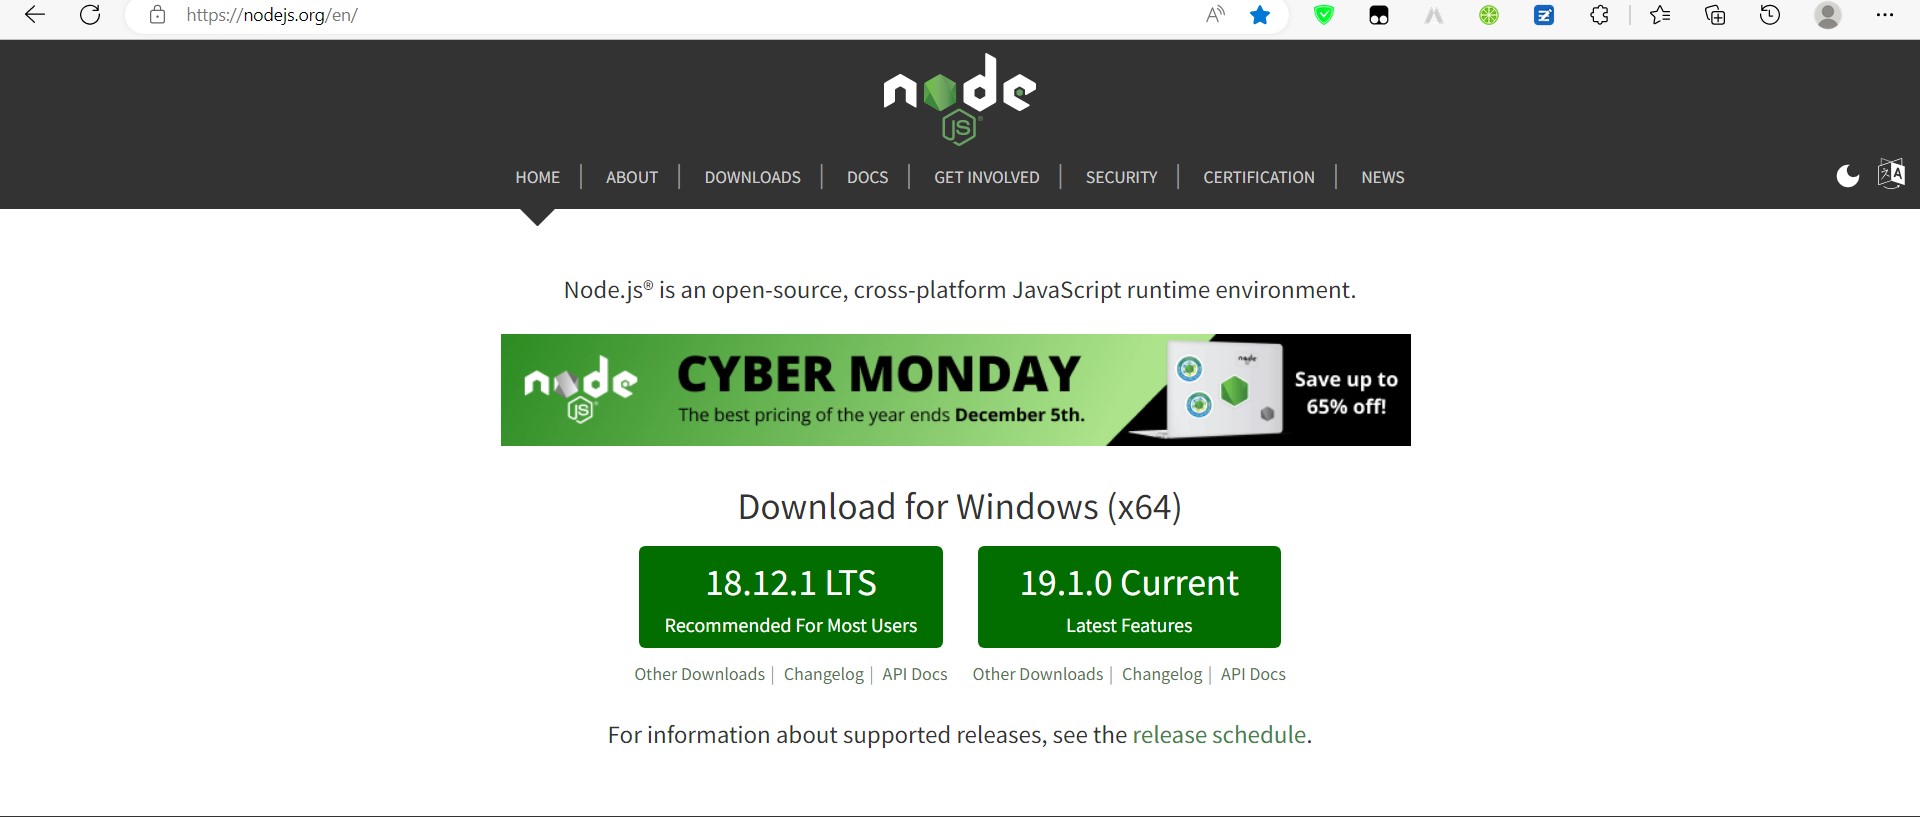 https://nodejs.org/en/
node
JS
HOME | ABOUT | DOWNLOADS | DOCS | GET INVOLVED | SECURITY | CERTIFICATION | NEWS
Node.js® is an open-source, cross-platform JavaScript runtime environment.
node
JS
CYBER MONDAY
The best pricing of the year ends December 5th.
node
Save up to
65% off!
Download for Windows (x64)
18.12.1 LTS
Recommended For Most Users
19.1.0 Current
Latest Features
Other Downloads | Changelog | API Docs
Other Downloads | Changelog | API Docs
For information about supported releases, see the release schedule.